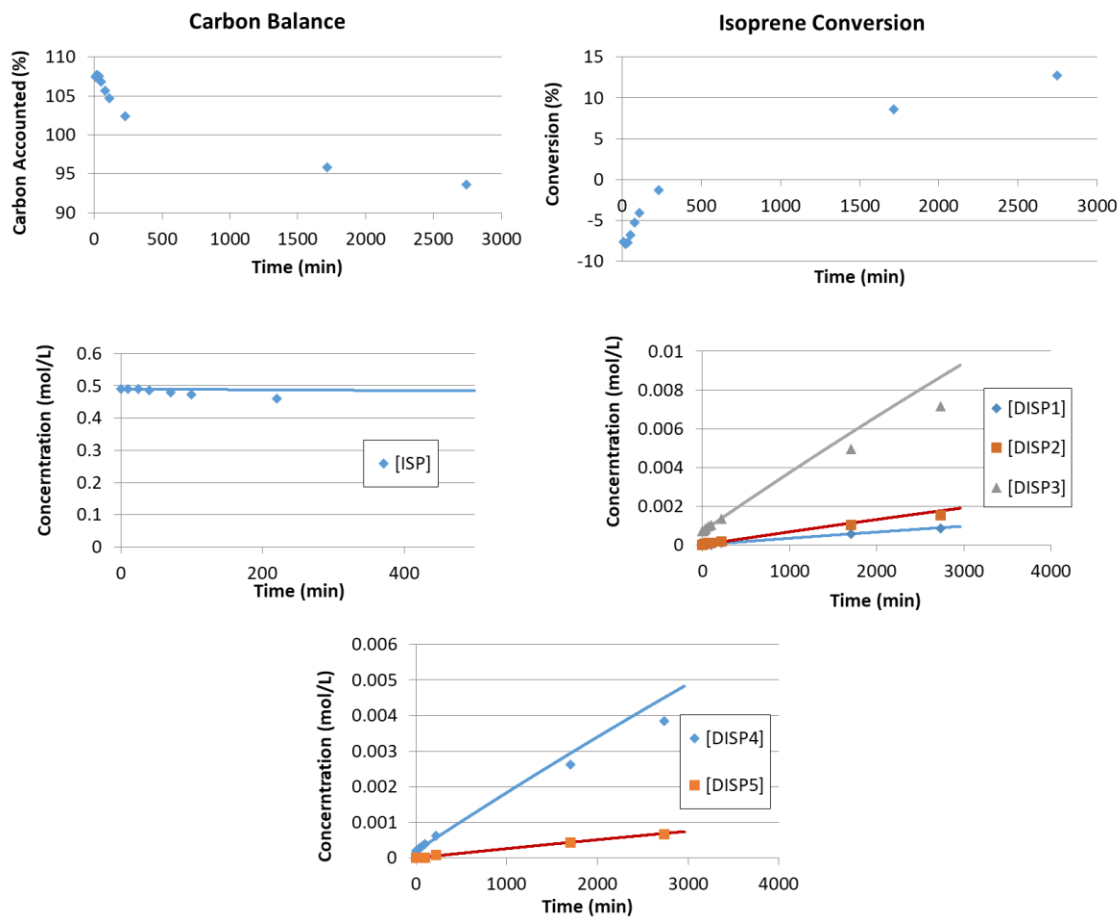 Carbon Balance
Carbon Accounted (%)
110
105
100
95
90
0 500 1000 1500 2000 2500 3000
Time (min)
Isoprene Conversion
Conversion (%)
15
10
5
0
-5
-10
0 500 1000 1500 2000 2500 3000
Time (min)
Concerntration (mol/L)
0.6
0.5
0.4
0.3
0.2
0.1
0
[ISP]
0 200 400
Time (min)
Concerntration (mol/L)
0.01
0.008
0.006
0.004
0.002
0
[DISP1]
[DISP2]
[DISP3]
0 1000 2000 3000 4000
Time (min)
Concerntration (mol/L)
0.006
0.005
0.004
0.003
0.002
0.001
0
[DISP4]
[DISP5]
0 1000 2000 3000 4000
Time (min)